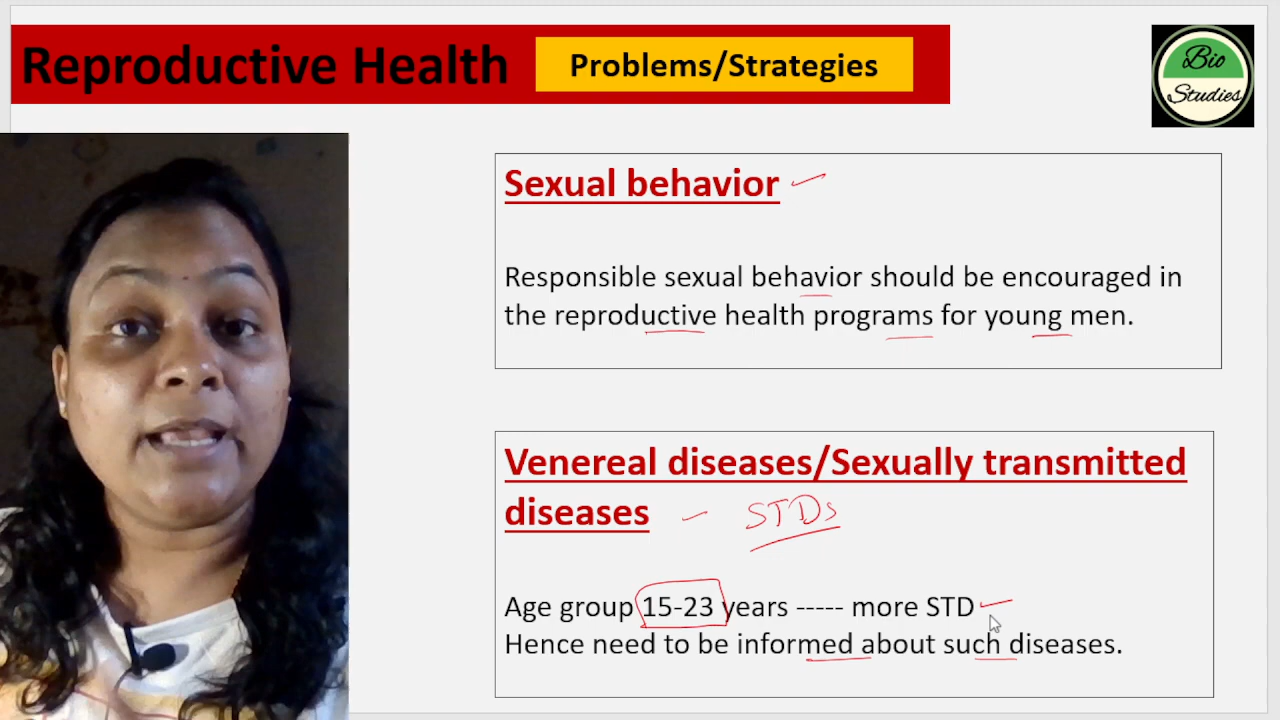 Reproductive Health
Problems/Strategies
Bio
Studies
Sexual behavior
Responsible sexual behavior should be encouraged in
the reproductive health programs for young men.
Venereal diseases/Sexually transmitted
diseases
STDs
Age group 15-23 years ----- more STD
Hence need to be informed about such diseases.